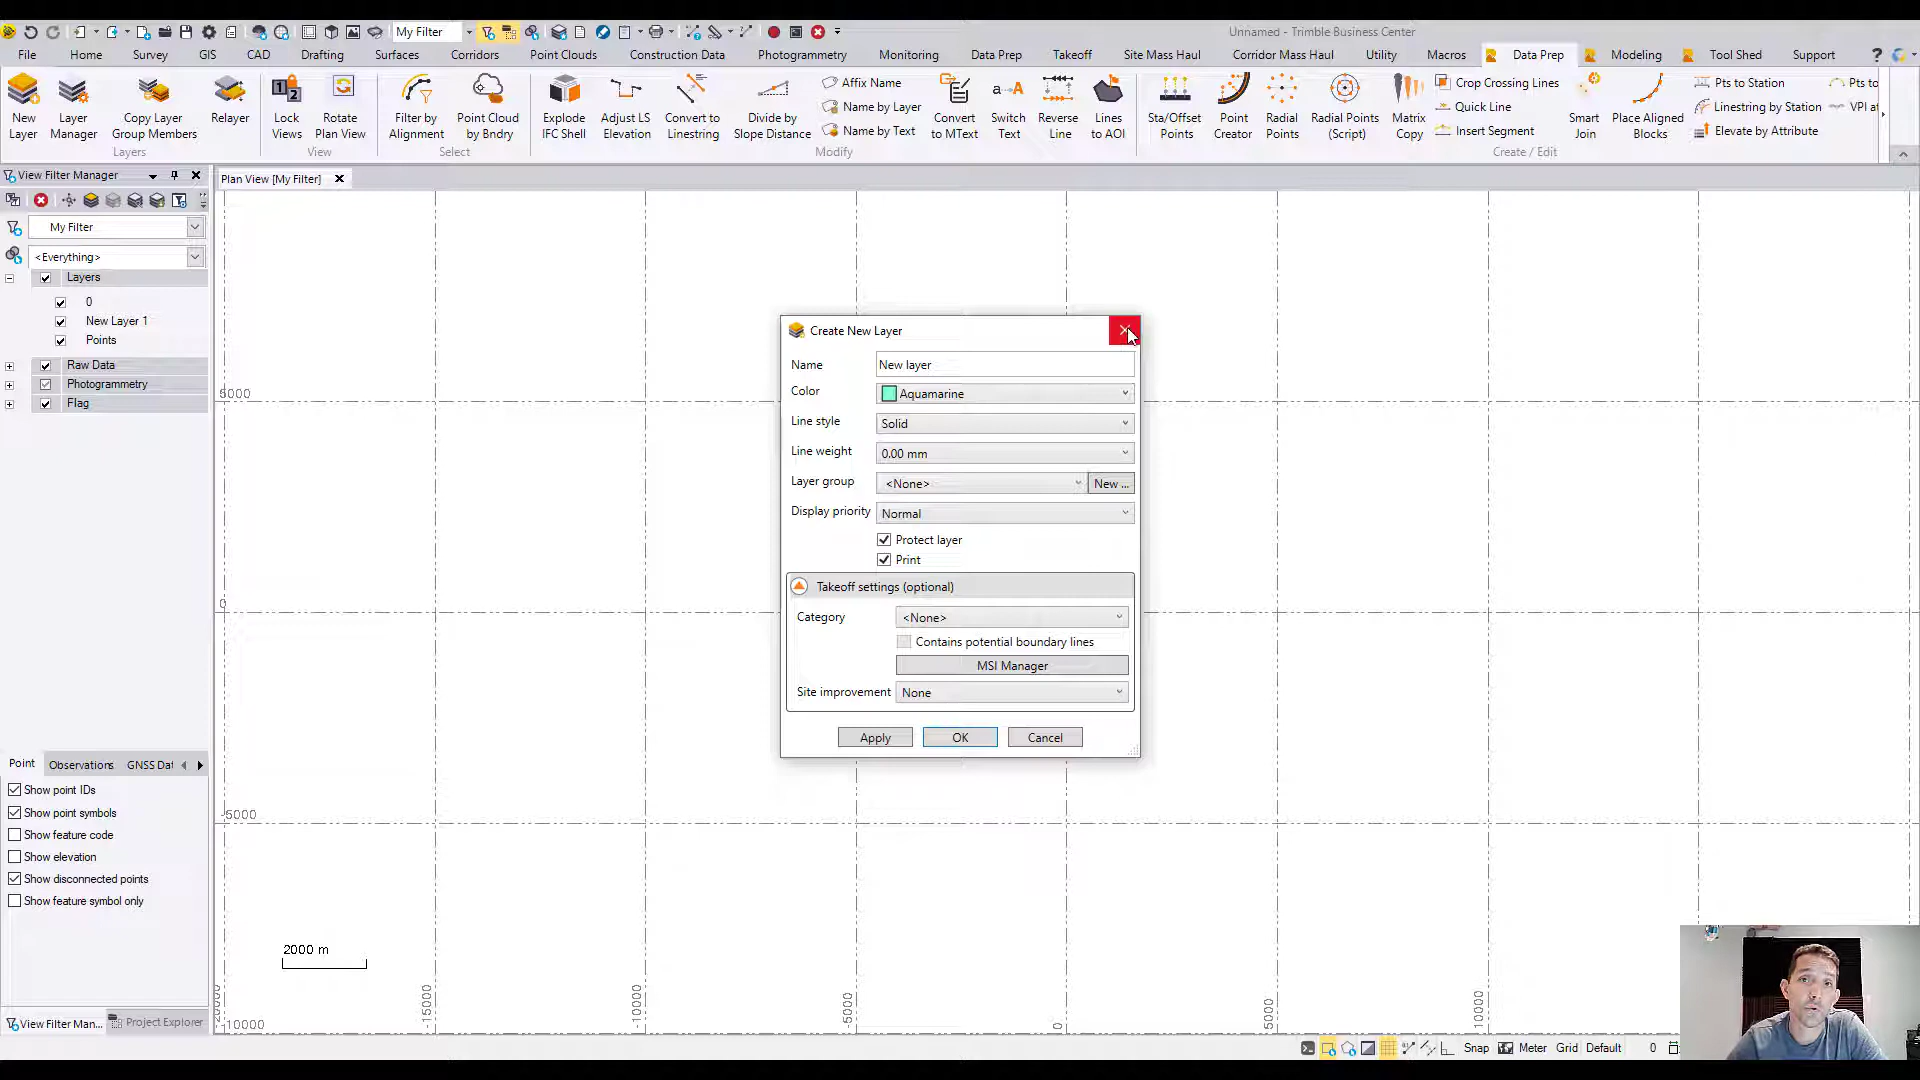 My Filter
Unnamed - Trimble Business Center
File Home Survey GIS CAD Drafting Surfaces Corridors Point Clouds Construction Data Photogrammetry Monitoring Data Prep Takeoff Site Mass Haul Corridor Mass Haul Utility Macros Data Prep Modeling Tool Shed Support
New Layer
Layer Manager
Copy Layer Group Members
Relayer
Layers
Lock Views
Rotate Plan View
View
Filter by Alignment
Point Cloud by Bndry
Select
Explode IFC Shell
Adjust LS Elevation
Convert to Linestring
Divide by Slope Distance
Affix Name
Name by Layer
Name by Text
Convert to MText
Switch Text
Reverse Line
Lines to AOI
Modify
Sta/Offset Points
Point Creator
Radial Points
Radial Points (Script)
Matrix Copy
Crop Crossing Lines
Quick Line
Insert Segment
Smart Join
Place Aligned Blocks
Pts to Station
Linestring by Station
Elevate by Attribute
Pts to
VPI at
Create / Edit
View Filter Manager
My Filter
<Everything>
Layers
0
New Layer 1
Points
Raw Data
Photogrammetry
Flag
Point Observations GNSS Dat
Show point IDs
Show point symbols
Show feature code
Show elevation
Show disconnected points
Show feature symbol only
View Filter Man... Project Explorer
Plan View [My Filter]
5000
0
-5000
-10000
-15000
-10000
-5000
0
5000
10000
2000 m
Create New Layer
Name New layer
Color Aquamarine
Line style Solid
Line weight 0.00 mm
Layer group <None> New ...
Display priority Normal
Protect layer
Print
Takeoff settings (optional)
Category <None>
Contains potential boundary lines
MSI Manager
Site improvement None
Apply OK Cancel
Snap Meter Grid Default 0